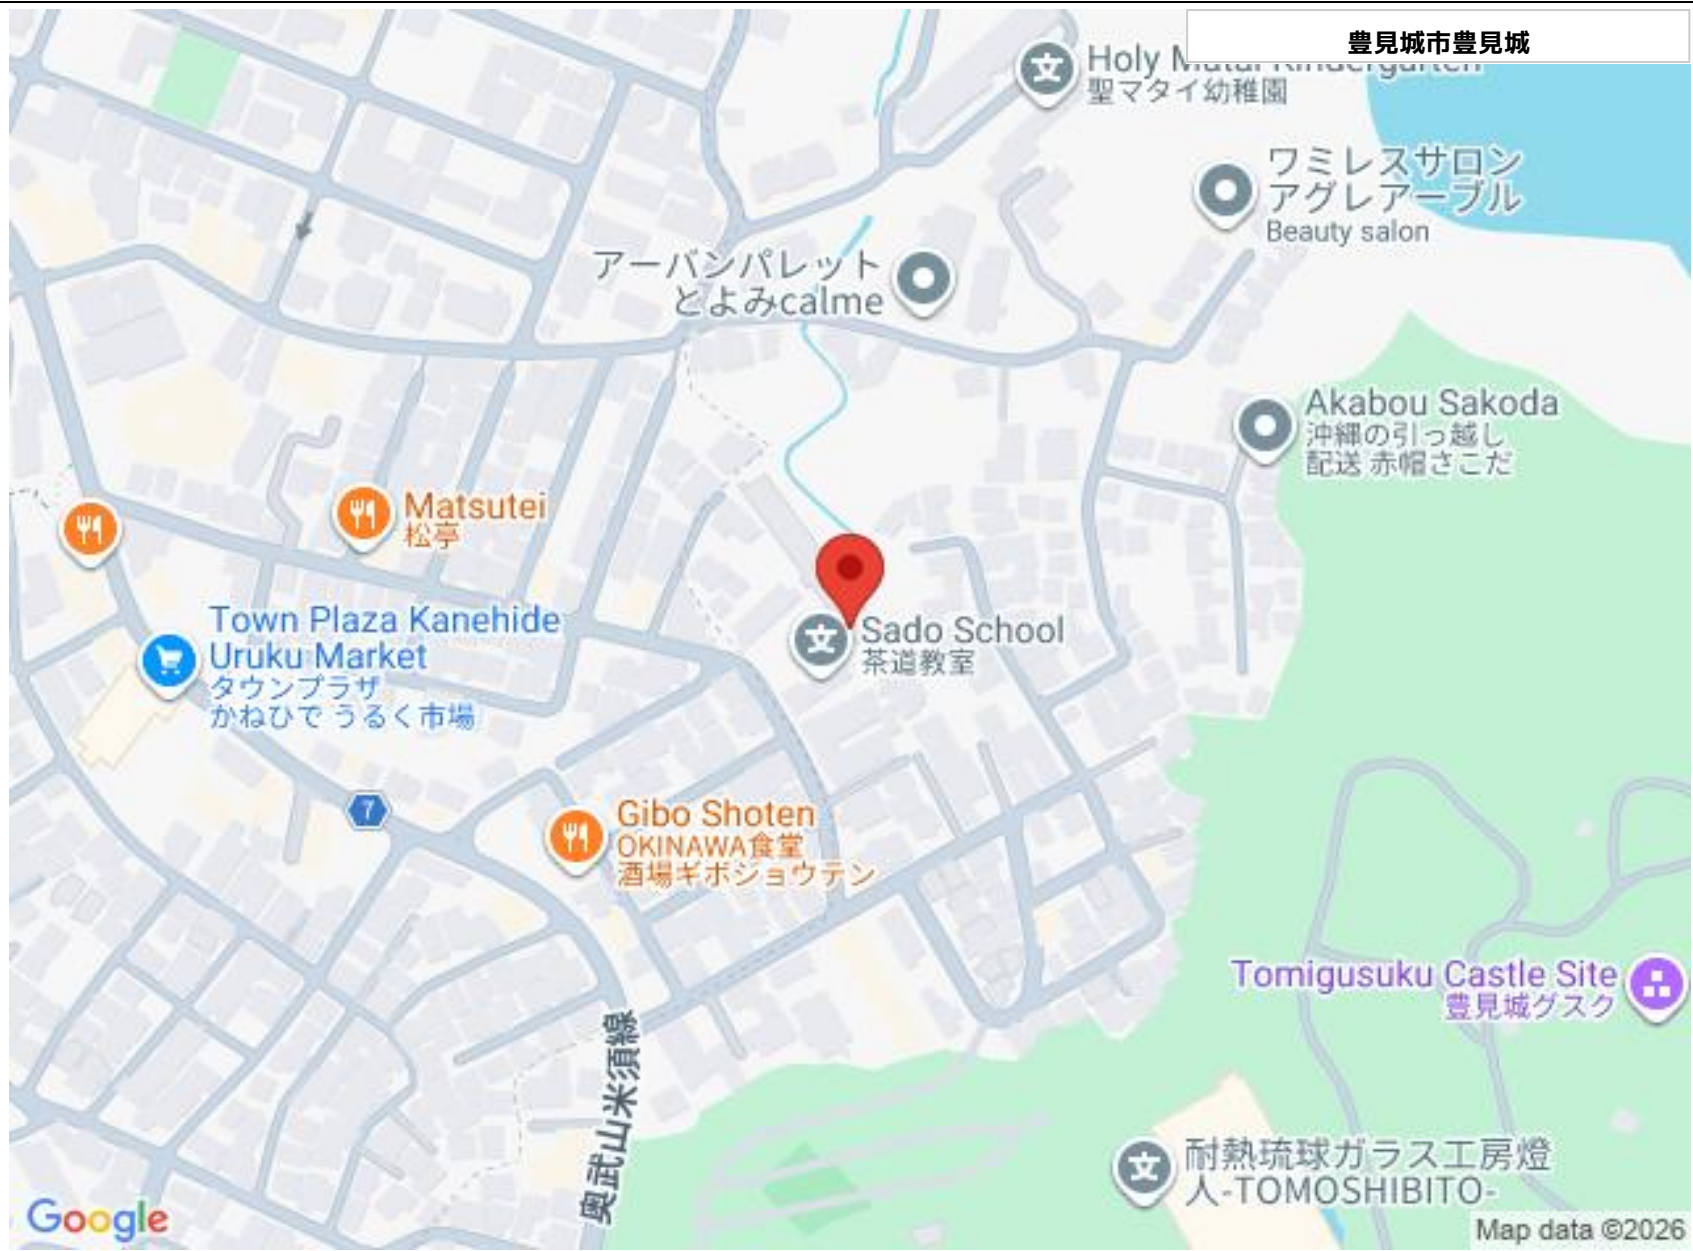 豊見城市豊見城
Holy Matai Kindergarten
聖マタイ幼稚園
ワミレスサロン
アグレアーブル
Beauty salon
アーバンパレット
とよみcalme
Akabou Sakoda
沖縄の引っ越し
配送 赤帽さこだ
Matsutei
松亭
Town Plaza Kanehide
Uruku Market
タウンプラザ
かねひで うるく市場
Sado School
茶道教室
7
Gibo Shoten
OKINAWA食堂
酒場ギボショウテン
Tomigusuku Castle Site
豊見城グスク
奥武山米須線
耐熱琉球ガラス工房燈
人-TOMOSHIBITO-
Google
Map data ©2026